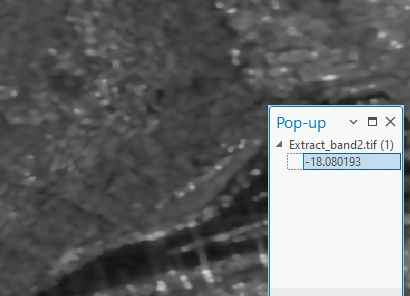 Pop-up
Extract_band2.tif (1)
-18.080193